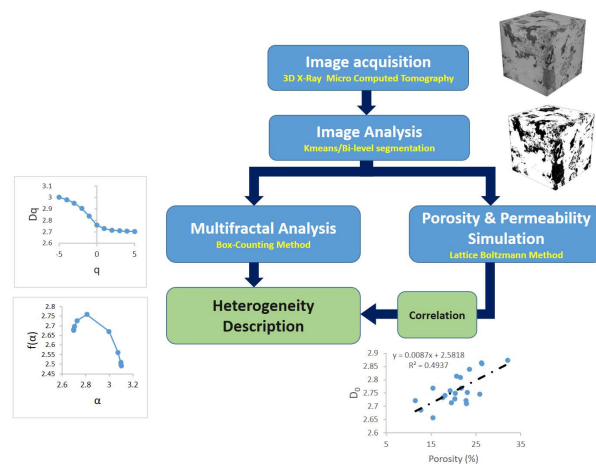 Image acquisition
3D X-Ray Micro Computed Tomography
Image Analysis
Kmeans/Bi-level segmentation
Multifractal Analysis
Box-Counting Method
Porosity & Permeability
Simulation
Lattice Boltzmann Method
Heterogeneity
Description
Correlation
Dq
3.1
3
2.9
2.8
2.7
2.6
-5
0
5
q
f(α)
2.8
2.75
2.7
2.65
2.6
2.55
2.5
2.45
2.6
2.8
3
3.2
α
y = 0.0087x + 2.5818
R² = 0.4937
D₀
2.9
2.85
2.8
2.75
2.7
2.65
2.6
5
15
25
35
Porosity (%)